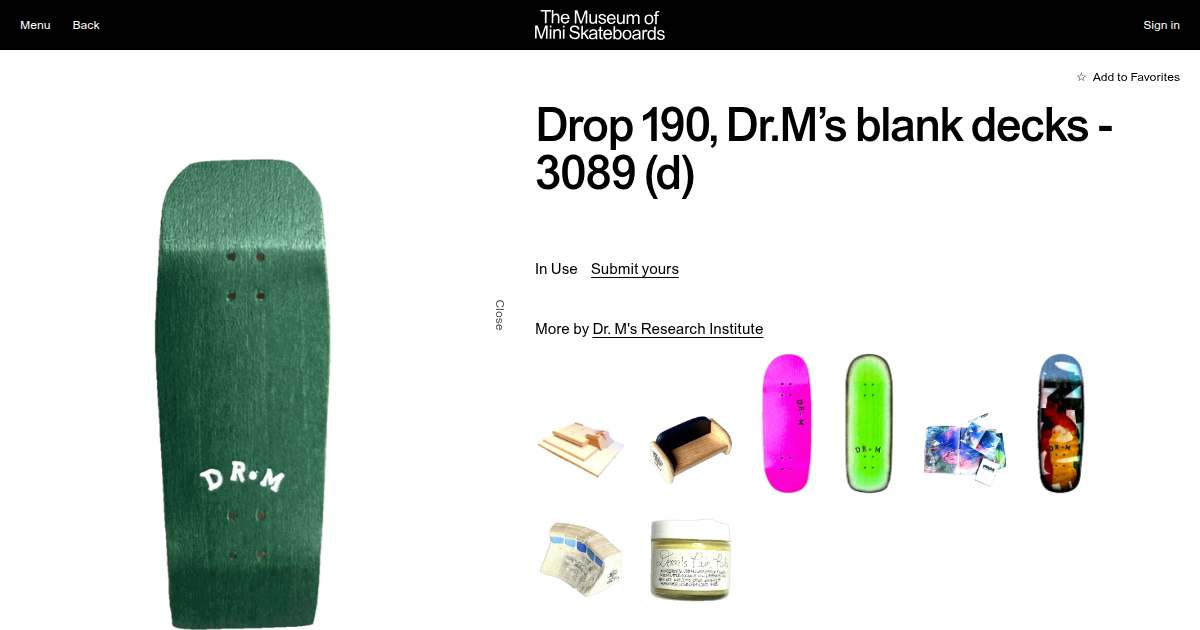 Menu Back
The Museum of
Mini Skateboards
Sign in
☆ Add to Favorites
Drop 190, Dr.M’s blank decks -
3089 (d)
In Use Submit yours
Close
More by Dr. M's Research Institute
DR•M
DR•M
DR•M
DR•M